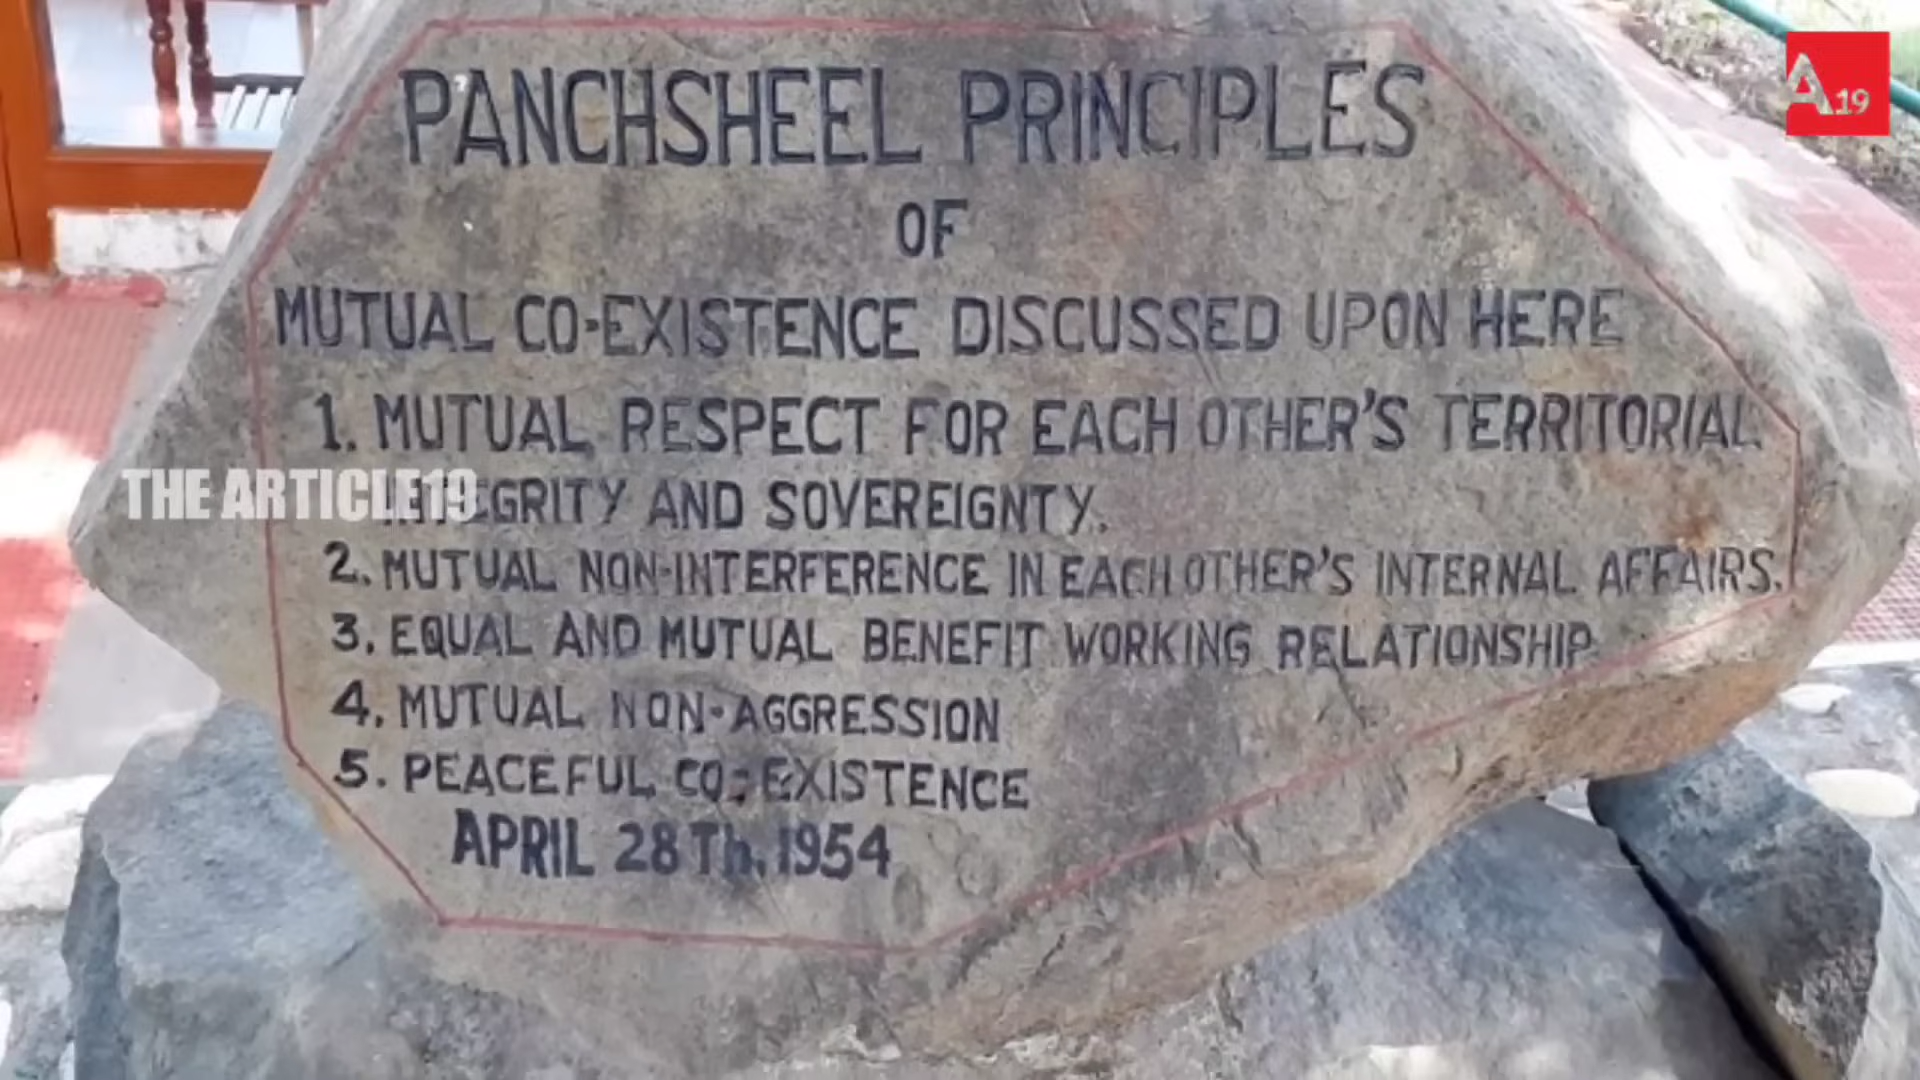 A19
PANCHSHEEL PRINCIPLES
OF
MUTUAL CO-EXISTENCE DISCUSSED UPON HERE
1. MUTUAL RESPECT FOR EACH OTHER'S TERRITORIAL
INTEGRITY AND SOVEREIGNTY.
THE ARTICLE19
2. MUTUAL NON-INTERFERENCE IN EACH OTHER'S INTERNAL AFFAIRS.
3. EQUAL AND MUTUAL BENEFIT WORKING RELATIONSHIP.
4. MUTUAL NON-AGGRESSION
5. PEACEFUL CO-EXISTENCE
APRIL 28Th. 1954